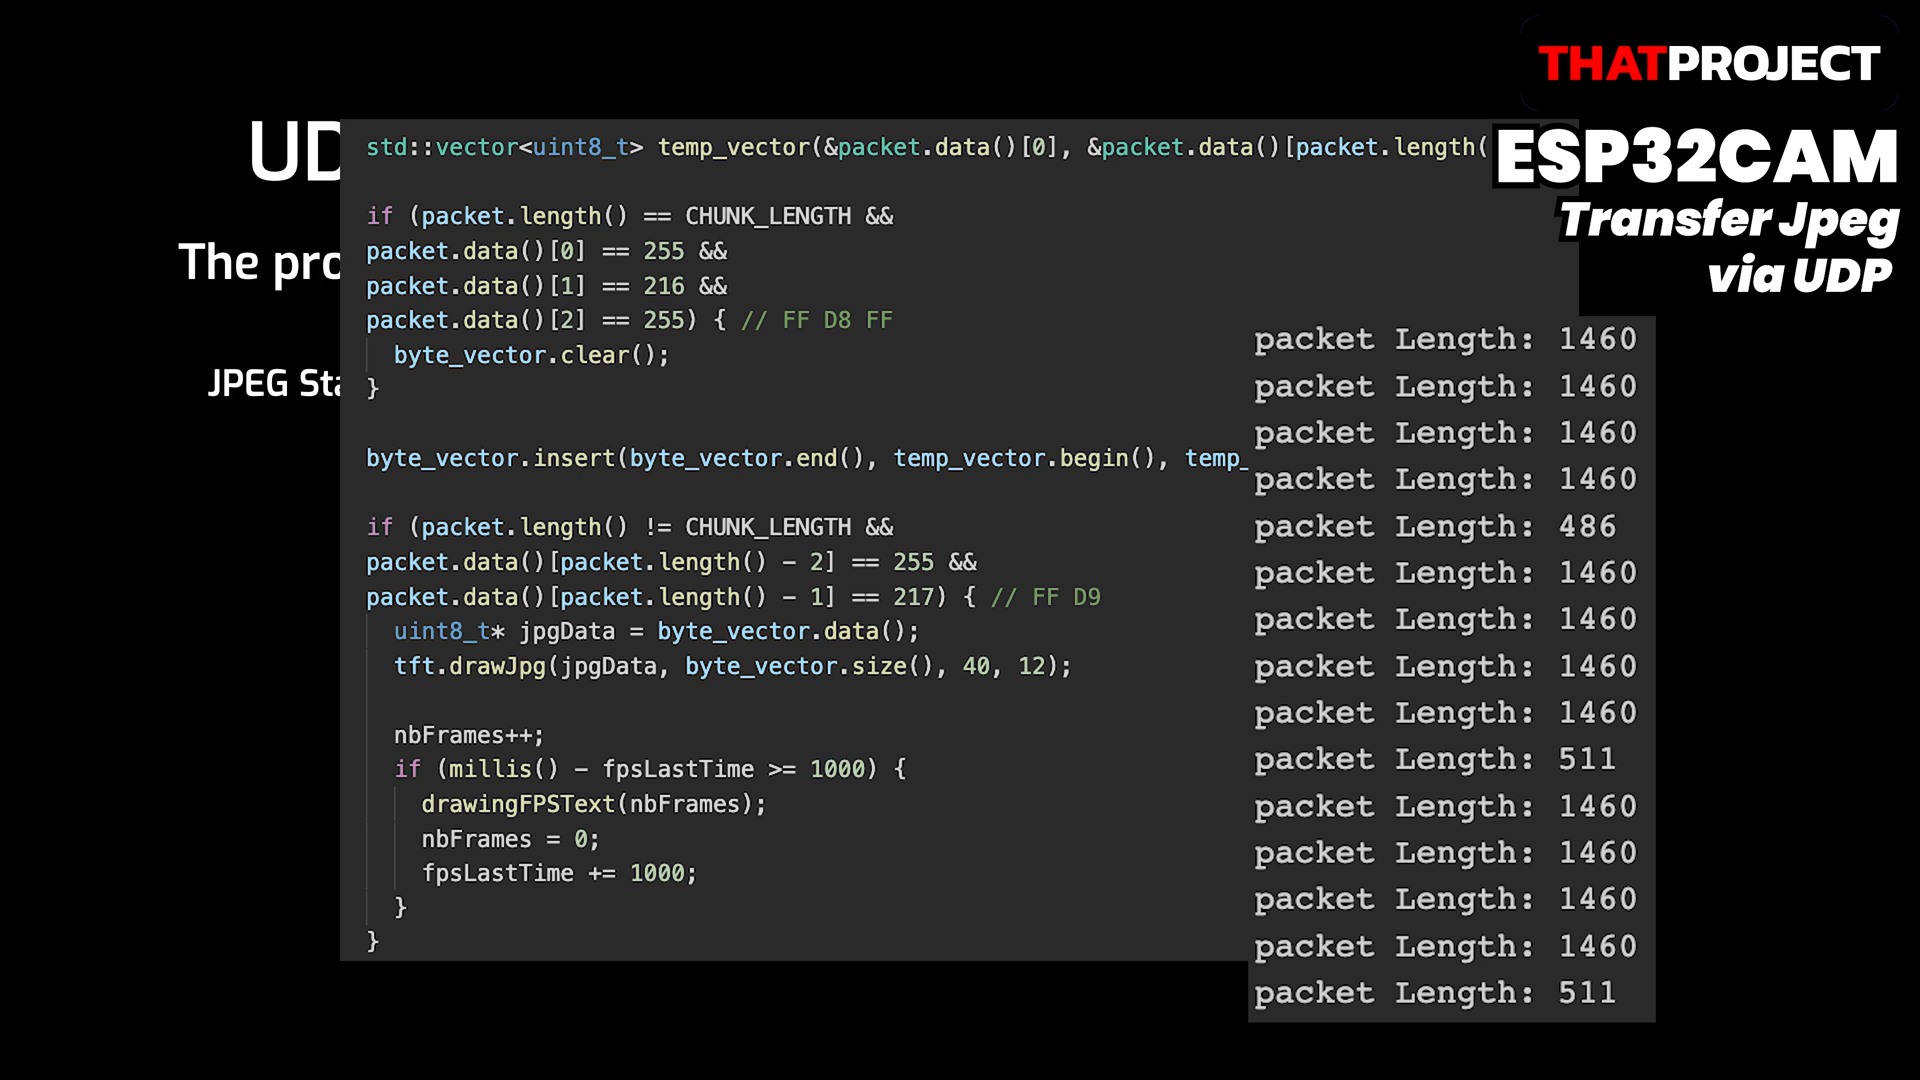 THATPROJECT
ESP32CAM
Transfer Jpeg
via UDP
UD
The pro
JPEG Sta
std::vector<uint8_t> temp_vector(&packet.data()[0], &packet.data()[packet.length(
if (packet.length() == CHUNK_LENGTH &&
packet.data()[0] == 255 &&
packet.data()[1] == 216 &&
packet.data()[2] == 255) { // FF D8 FF
byte_vector.clear();
}
byte_vector.insert(byte_vector.end(), temp_vector.begin(), temp_
if (packet.length() != CHUNK_LENGTH &&
packet.data()[packet.length() - 2] == 255 &&
packet.data()[packet.length() - 1] == 217) { // FF D9
uint8_t* jpgData = byte_vector.data();
tft.drawJpg(jpgData, byte_vector.size(), 40, 12);
nbFrames++;
if (millis() - fpsLastTime >= 1000) {
drawingFPSText(nbFrames);
nbFrames = 0;
fpsLastTime += 1000;
}
}
packet Length: 1460
packet Length: 1460
packet Length: 1460
packet Length: 1460
packet Length: 486
packet Length: 1460
packet Length: 1460
packet Length: 1460
packet Length: 1460
packet Length: 511
packet Length: 1460
packet Length: 1460
packet Length: 1460
packet Length: 1460
packet Length: 511